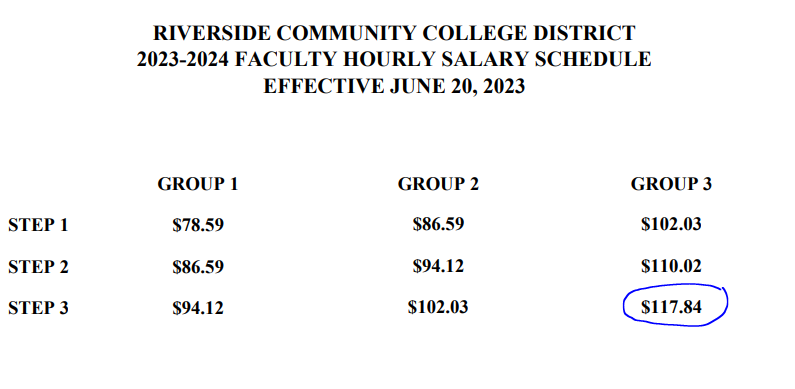 RIVERSIDE COMMUNITY COLLEGE DISTRICT
2023-2024 FACULTY HOURLY SALARY SCHEDULE
EFFECTIVE JUNE 20, 2023
GROUP 1 GROUP 2 GROUP 3
STEP 1 $78.59 $86.59 $102.03
STEP 2 $86.59 $94.12 $110.02
STEP 3 $94.12 $102.03 $117.84